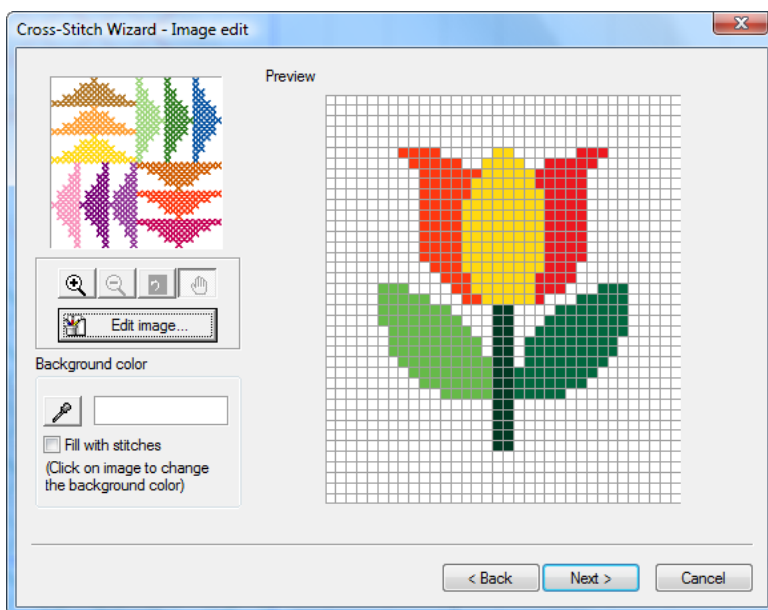 Cross-Stitch Wizard - Image edit
Preview
Edit image...
Background color
Fill with stitches
(Click on image to change
the background color)
< Back
Next >
Cancel